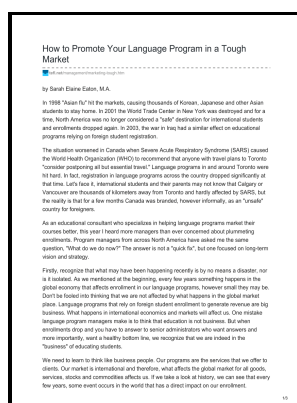 How to Promote Your Language Program in a Tough
Market
tefl.net/management/marketing-tough.htm
by Sarah Elaine Eaton, M.A.
In 1998 "Asian flu" hit the markets, causing thousands of Korean, Japanese and other Asian
students to stay home. In 2001 the World Trade Center in New York was destroyed and for a
time, North America was no longer considered a "safe" destination for international students
and enrollments dropped again. In 2003, the war in Iraq had a similar effect on educational
programs relying on foreign student registration.
The situation worsened in Canada when Severe Acute Respiratory Syndrome (SARS) caused
the World Health Organization (WHO) to recommend that anyone with travel plans to Toronto
"consider postponing all but essential travel." Language programs in and around Toronto were
hit hard. In fact, registration in language programs across the country dropped significantly at
that time. Let's face it, international students and their parents may not know that Calgary or
Vancouver are thousands of kilometers away from Toronto and hardly affected by SARS, but
the reality is that for a few months Canada was branded, however informally, as an "unsafe"
country for foreigners.
As an educational consultant who specializes in helping language programs market their
courses better, this year I heard more managers than ever concerned about plummeting
enrollments. Program managers from across North America have asked me the same
question, "What do we do now?" The answer is not a "quick fix", but one focused on long-term
vision and strategy.
Firstly, recognize that what may have been happening recently is by no means a disaster, nor
is it isolated. As we mentioned at the beginning, every few years something happens in the
global economy that affects enrollment in our language programs, however small they may be.
Don't be fooled into thinking that we are not affected by what happens in the global market
place. Language programs that rely on foreign student enrollment to generate revenue are big
business. What happens in international economics and markets will affect us. One mistake
language program managers make is to think that education is not business. But when
enrollments drop and you have to answer to senior administrators who want answers and
more importantly, want a healthy bottom line, we recognize that we are indeed in the
"business" of educating students.
We need to learn to think like business people. Our programs are the services that we offer to
clients. Our market is international and therefore, what affects the global market for all goods,
services, stocks and commodities affects us. If we take a look at history, we can see that every
few years, some event occurs in the world that has a direct impact on our enrollment.
1/3